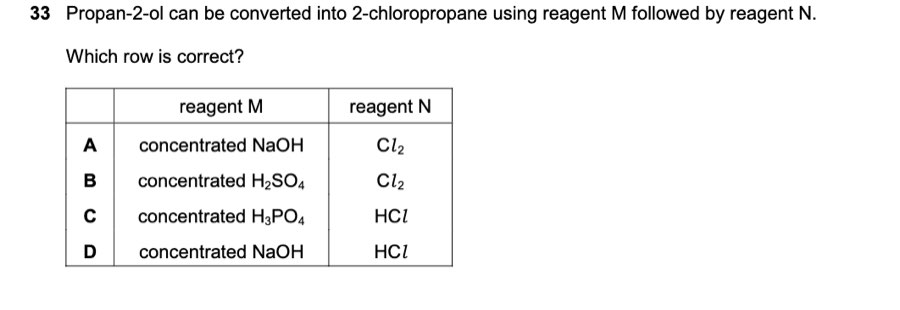 33 Propan-2-ol can be converted into 2-chloropropane using reagent M followed by reagent N.
Which row is correct?
reagent M reagent N
A concentrated NaOH Cl₂
B concentrated H₂SO₄ Cl₂
C concentrated H₃PO₄ HCl
D concentrated NaOH HCl